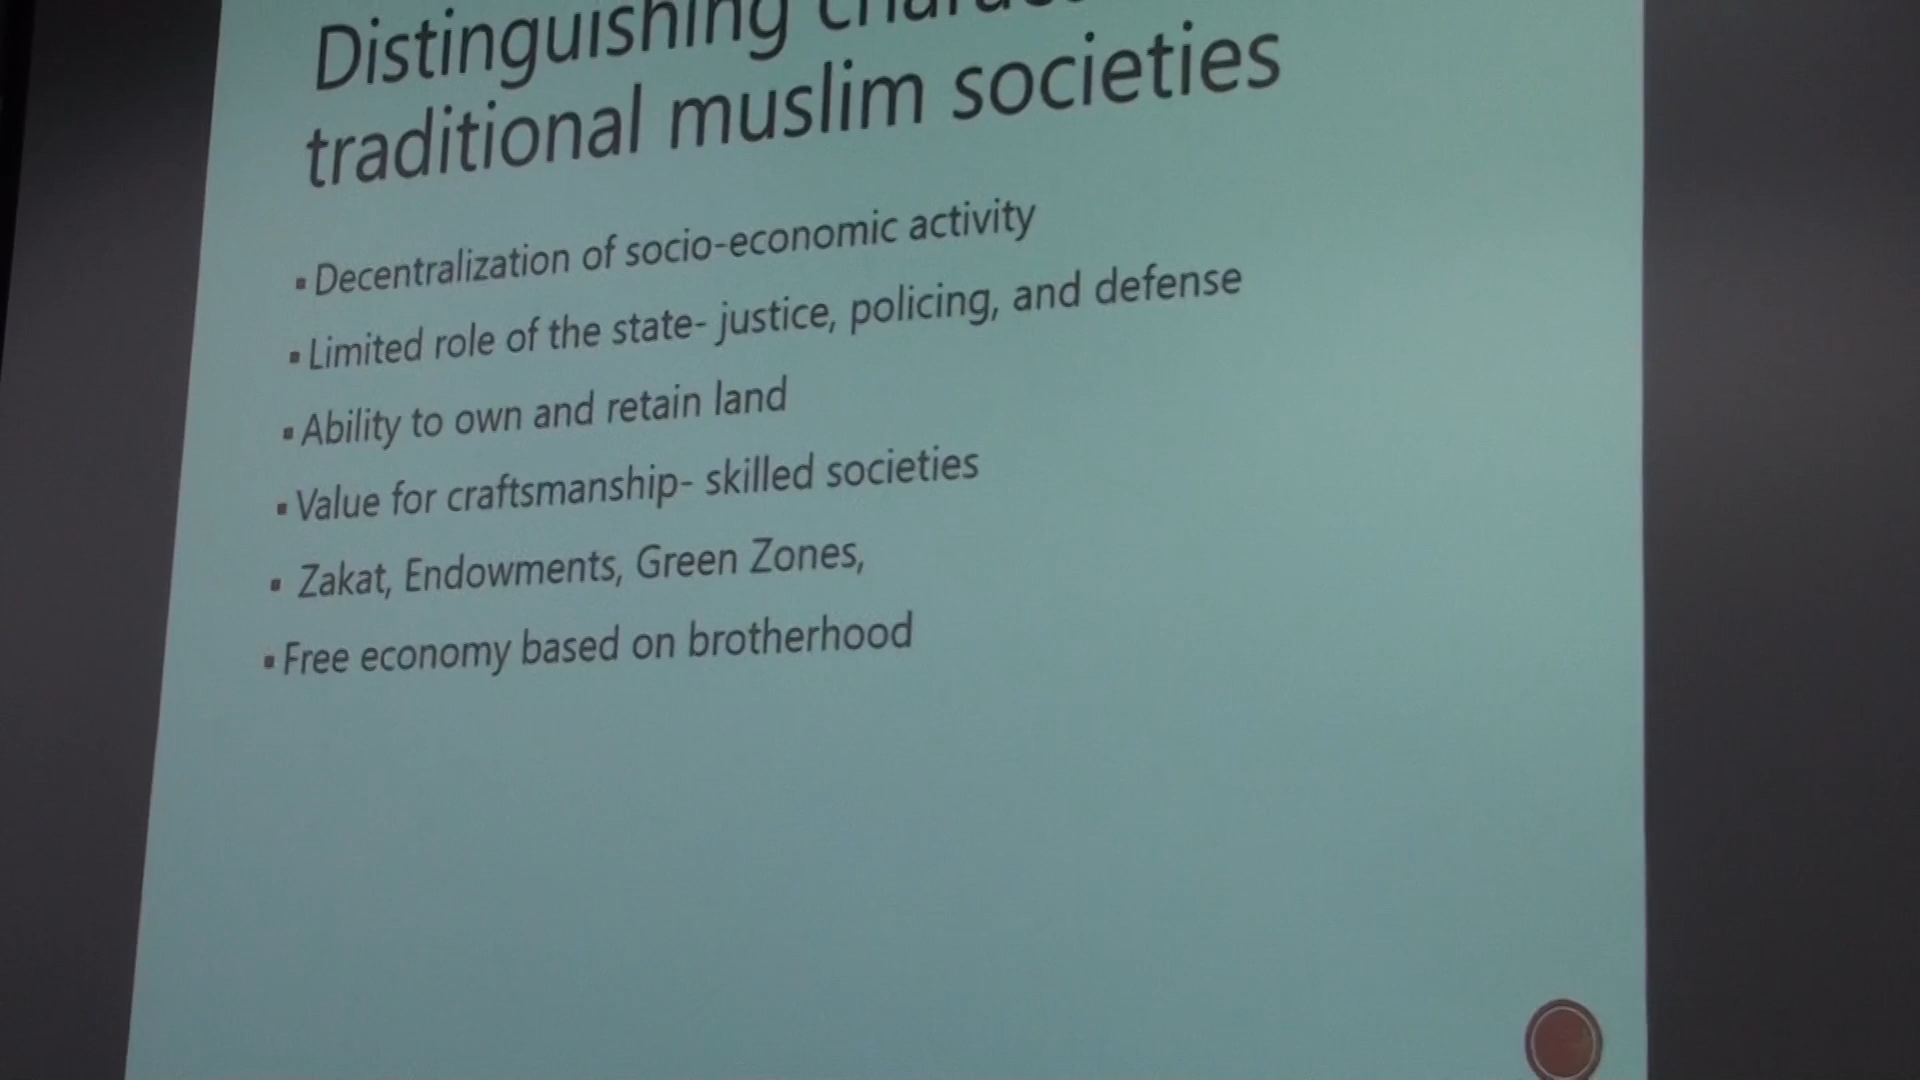 Distinguishing
traditional muslim societies
▪ Decentralization of socio-economic activity
▪ Limited role of the state- justice, policing, and defense
▪ Ability to own and retain land
▪ Value for craftsmanship- skilled societies
▪ Zakat, Endowments, Green Zones,
▪ Free economy based on brotherhood